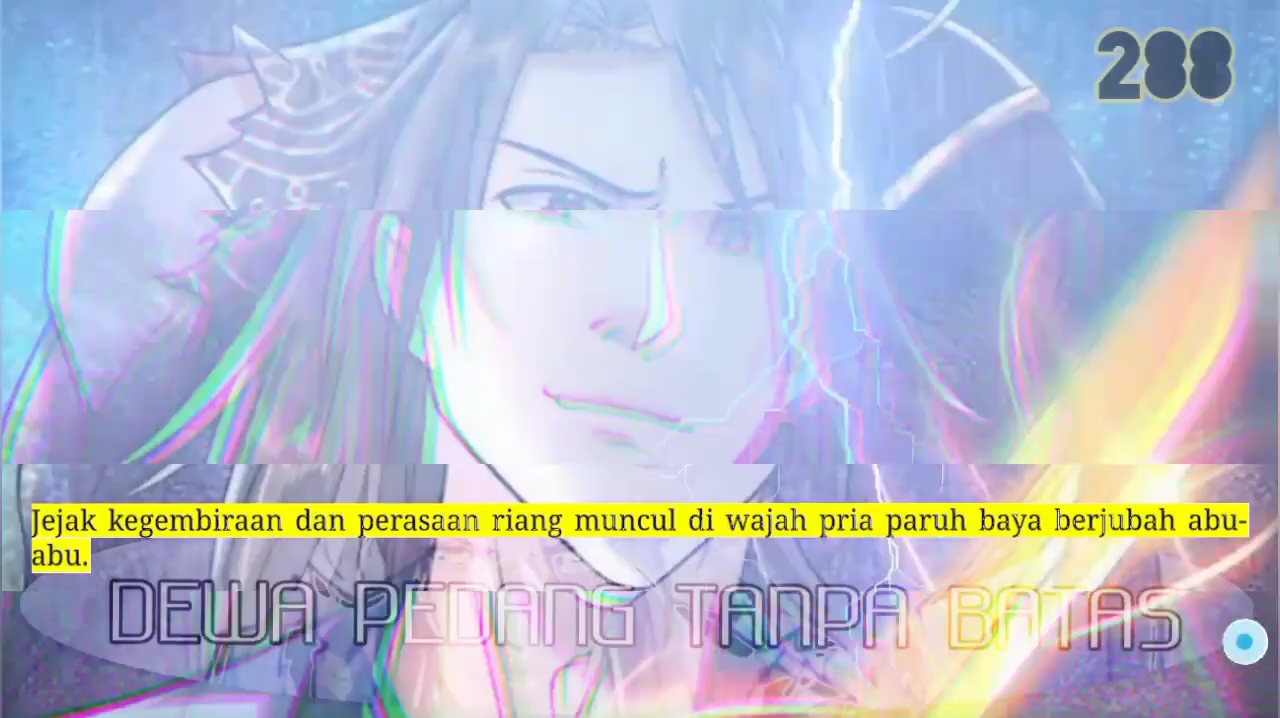 288
Jejak kegembiraan dan perasaan riang muncul di wajah pria paruh baya berjubah abu-
abu.
DEWA PEDANG TANPA BATAS